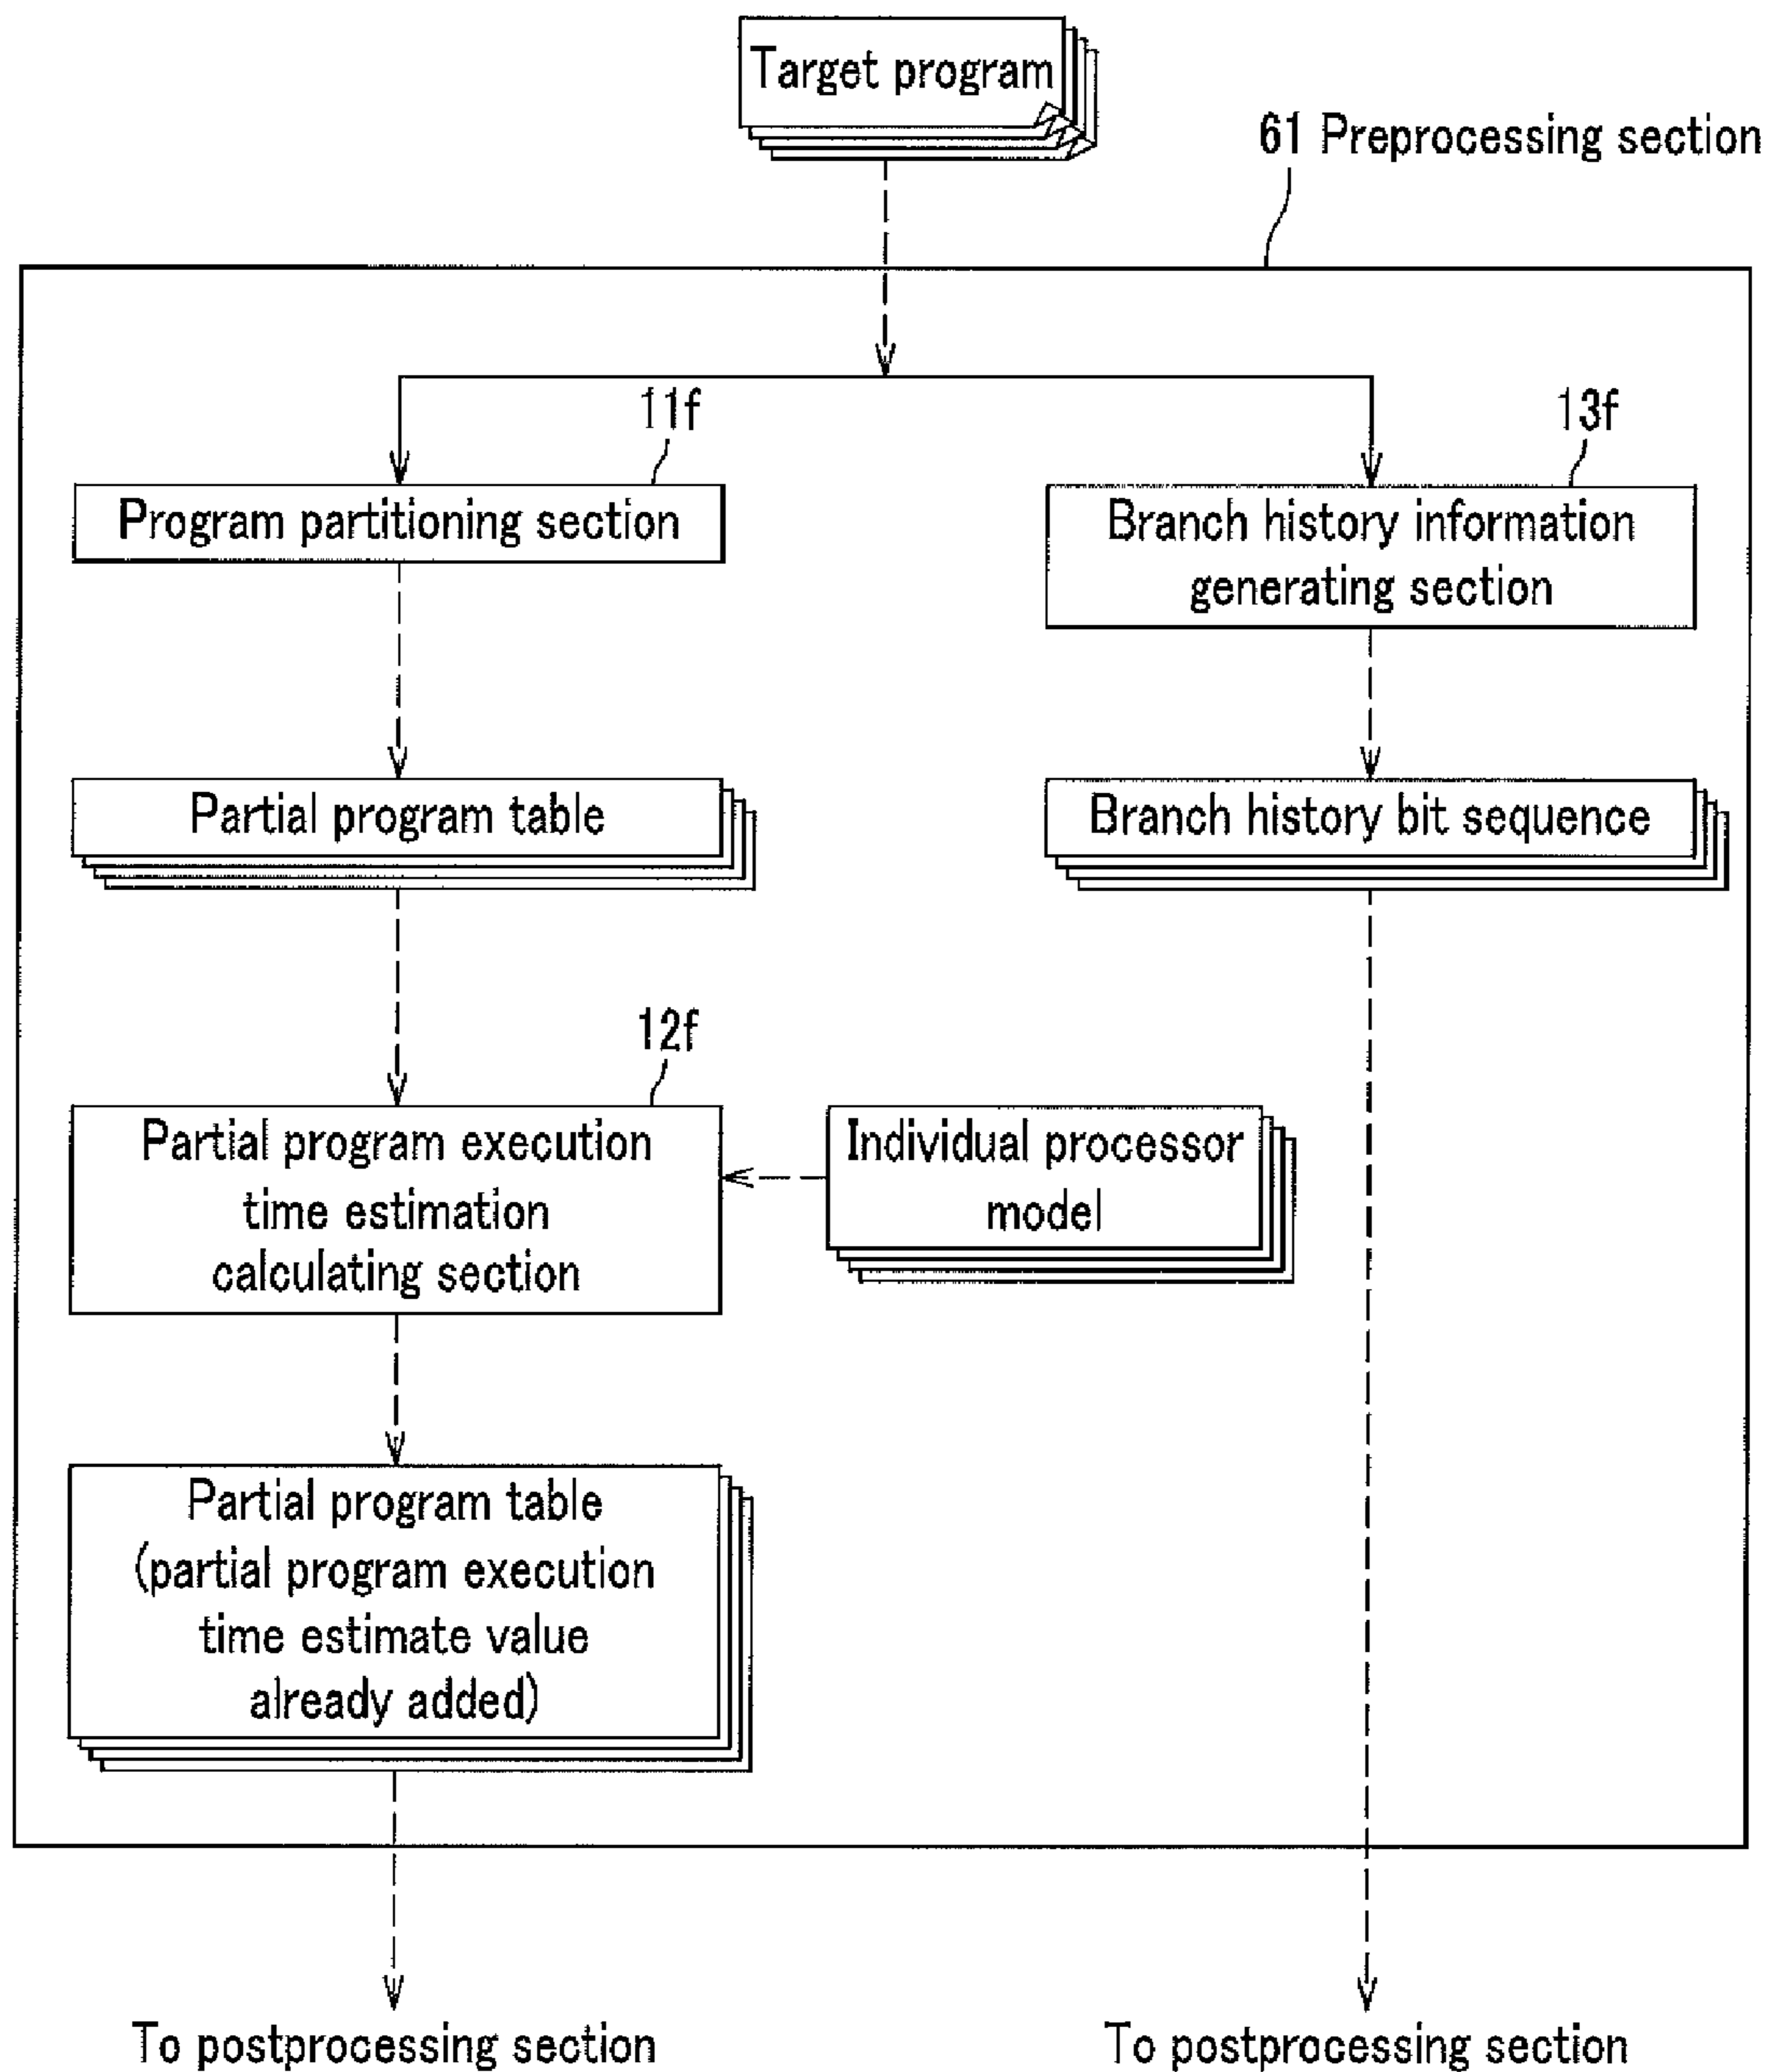 Target program
61 Preprocessing section
11f
13f
Program partitioning section
Branch history information
generating section
Partial program table
Branch history bit sequence
12f
Partial program execution
time estimation
calculating section
Individual processor
model
Partial program table
(partial program execution
time estimate value
already added)
To postprocessing section
To postprocessing section